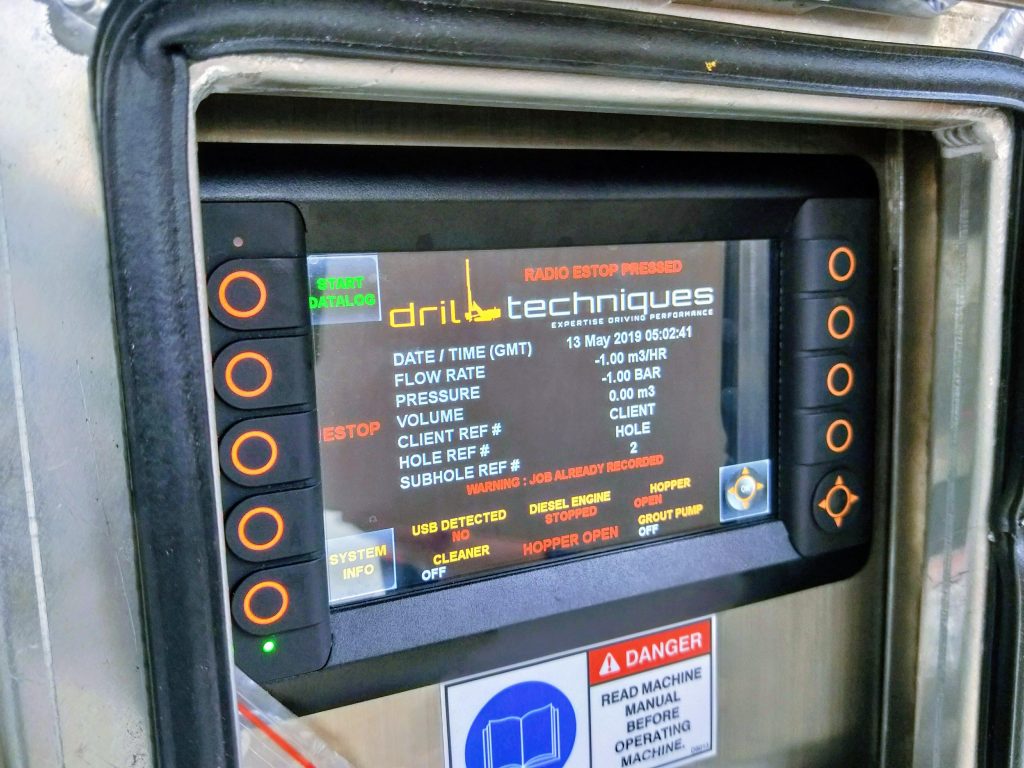 START
DATALOG
RADIO ESTOP PRESSED
drill techniques
EXPERTISE DRIVING PERFORMANCE
DATE / TIME (GMT) 13 May 2019 05:02:41
FLOW RATE -1.00 m3/HR
PRESSURE -1.00 BAR
VOLUME 0.00 m3
CLIENT REF # CLIENT
HOLE REF # HOLE
SUBHOLE REF # 2
ESTOP
WARNING : JOB ALREADY RECORDED
USB DETECTED
NO
DIESEL ENGINE
STOPPED
HOPPER
OPEN
OK
SYSTEM
INFO
CLEANER
OFF
HOPPER OPEN
GROUT PUMP
OFF
DANGER
READ MACHINE
MANUAL
BEFORE
OPERATING
MACHINE.